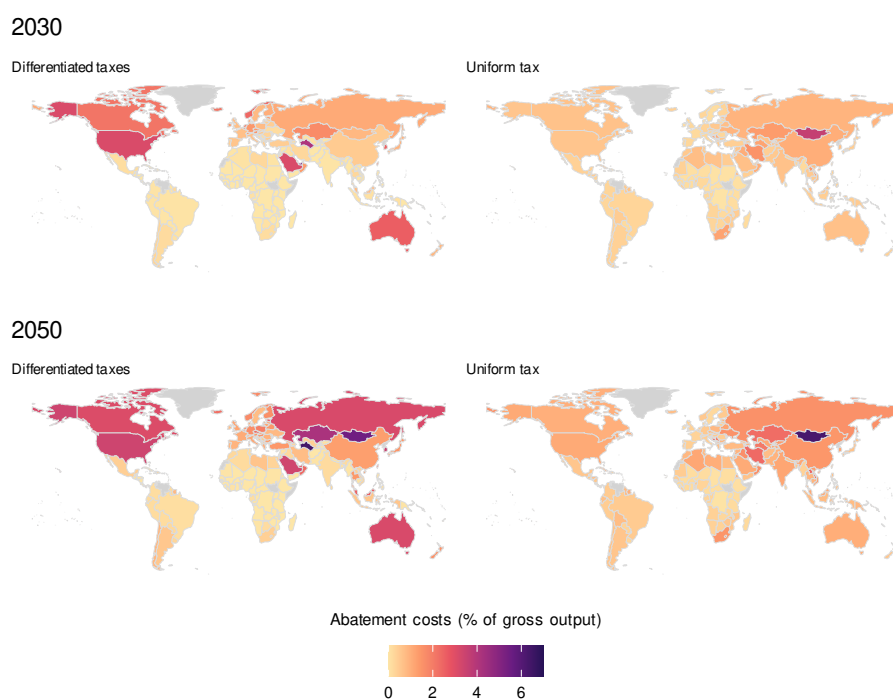 2030
Differentiated taxes
Uniform tax
2050
Differentiated taxes
Uniform tax
Abatement costs (% of gross output)
0 2 4 6